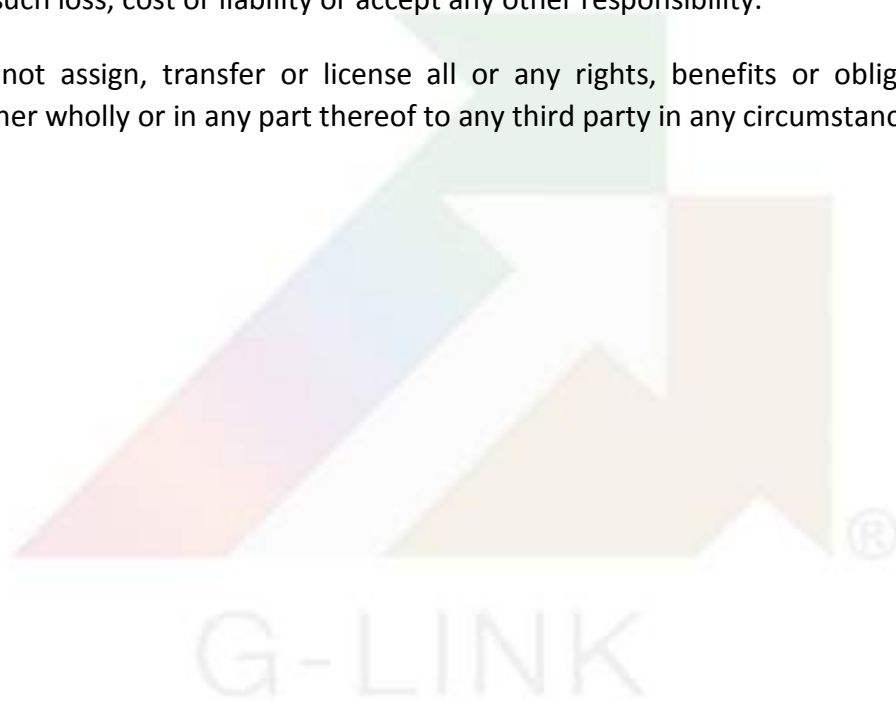 such loss, cost or liability or accept any other responsibility.
not assign, transfer or license all or any rights, benefits or oblig
her wholly or in any part thereof to any third party in any circumstanc
®
G-LINK